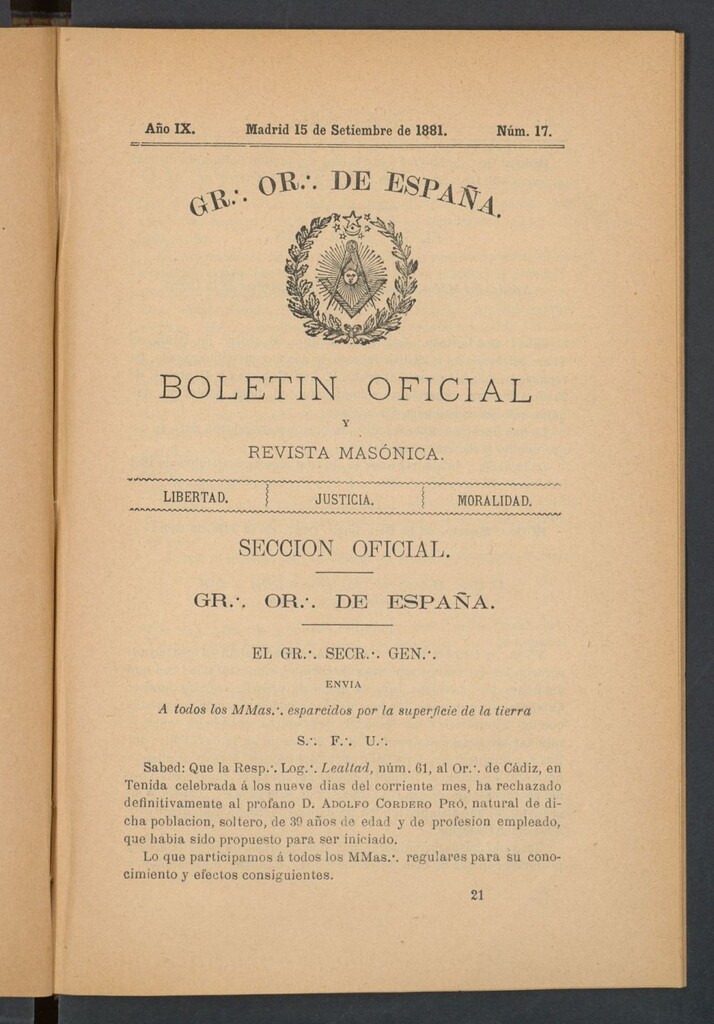 Año IX. Madrid 15 de Setiembre de 1881. Núm. 17.
GR.·. OR.·. DE ESPAÑA.
BOLETIN OFICIAL
Y
REVISTA MASÓNICA.
LIBERTAD. JUSTICIA. MORALIDAD.
SECCION OFICIAL.
GR.·. OR.·. DE ESPAÑA.
EL GR.·. SECR.·. GEN.·.
ENVIA
A todos los MMas.·. espareidos por la superficie de la tierra
S.·. F.·. U.·.
Sabed: Que la Resp.·. Log.·. Lealtad, núm. 61, al Or.·. de Cádiz, en
Tenida celebrada á los nueve dias del corriente mes, ha rechazado
definitivamente al profano D. ADOLFO CORDERO PRÓ, natural de di-
cha poblacion, soltero, de 39 años de edad y de profesion empleado,
que habia sido propuesto para ser iniciado.
Lo que participamos á todos los MMas.·. regulares para su cono-
cimiento y efectos consiguientes.
21